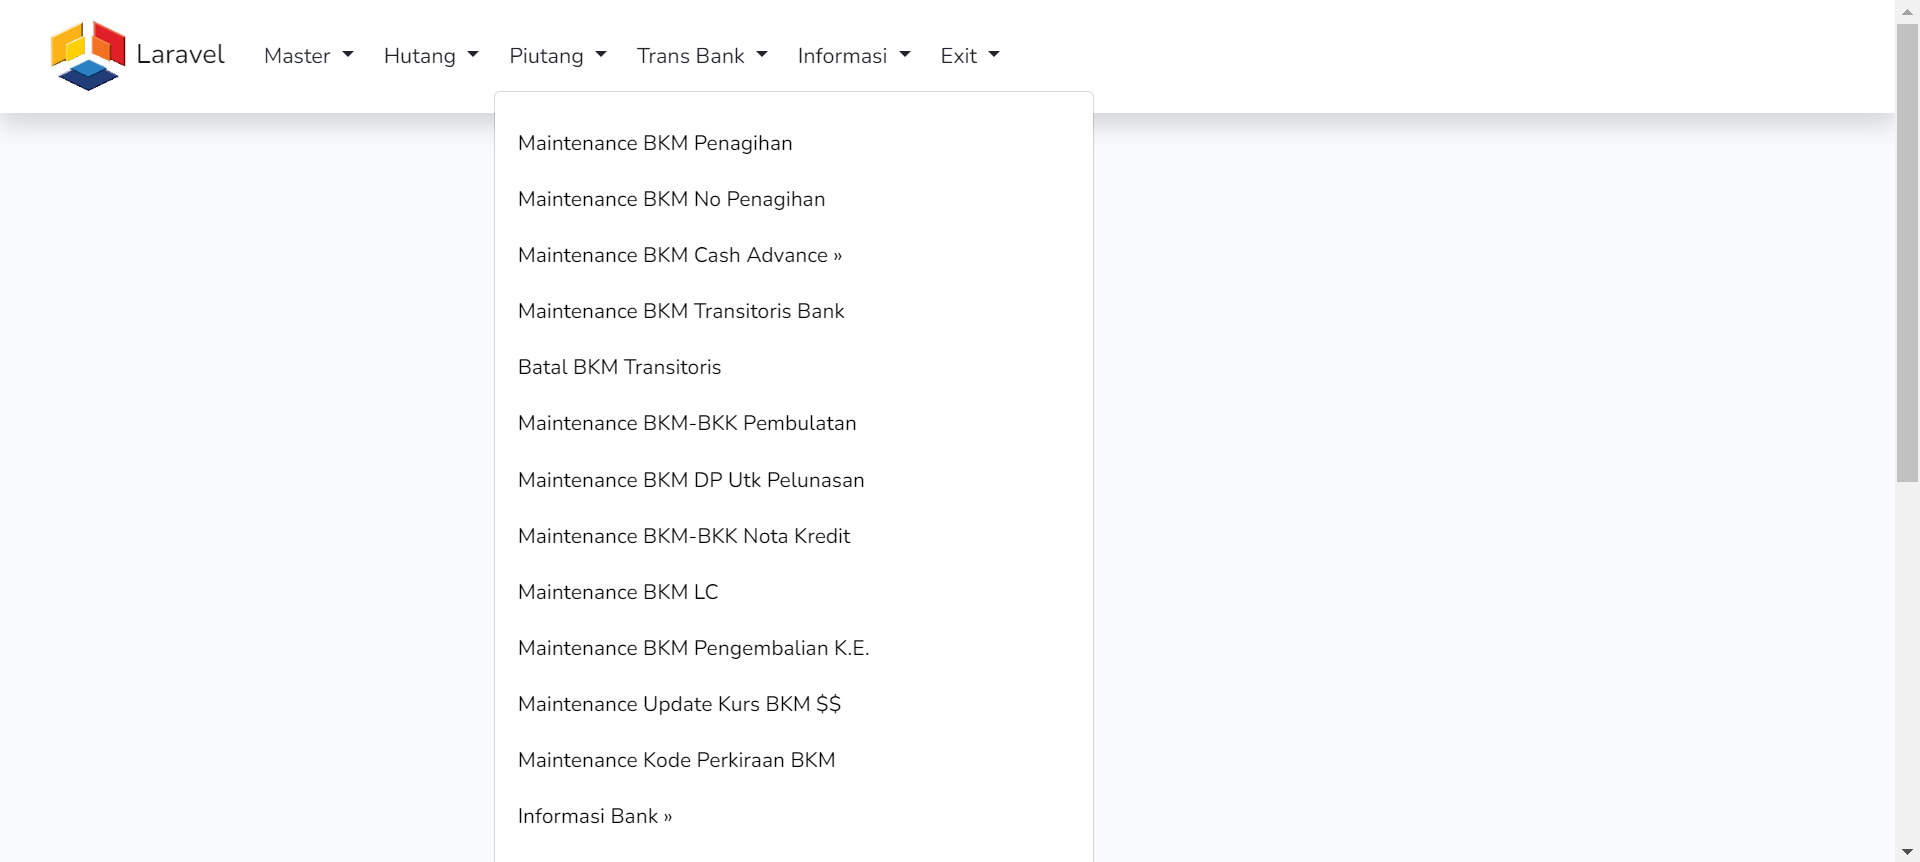 Laravel Master Hutang Piutang Trans Bank Informasi Exit
Maintenance BKM Penagihan
Maintenance BKM No Penagihan
Maintenance BKM Cash Advance »
Maintenance BKM Transitoris Bank
Batal BKM Transitoris
Maintenance BKM-BKK Pembulatan
Maintenance BKM DP Utk Pelunasan
Maintenance BKM-BKK Nota Kredit
Maintenance BKM LC
Maintenance BKM Pengembalian K.E.
Maintenance Update Kurs BKM $$
Maintenance Kode Perkiraan BKM
Informasi Bank »